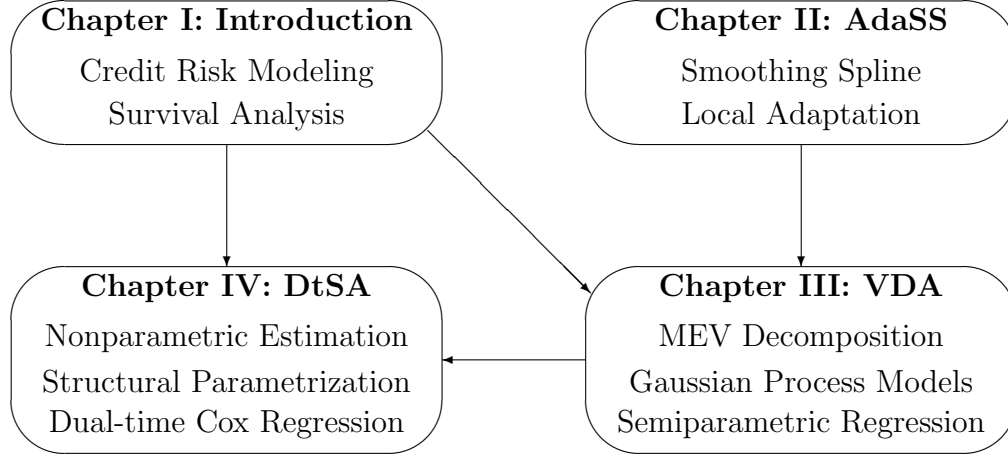 Chapter I: Introduction
Credit Risk Modeling
Survival Analysis
Chapter II: AdaSS
Smoothing Spline
Local Adaptation
Chapter IV: DtSA
Nonparametric Estimation
Structural Parametrization
Dual-time Cox Regression
Chapter III: VDA
MEV Decomposition
Gaussian Process Models
Semiparametric Regression